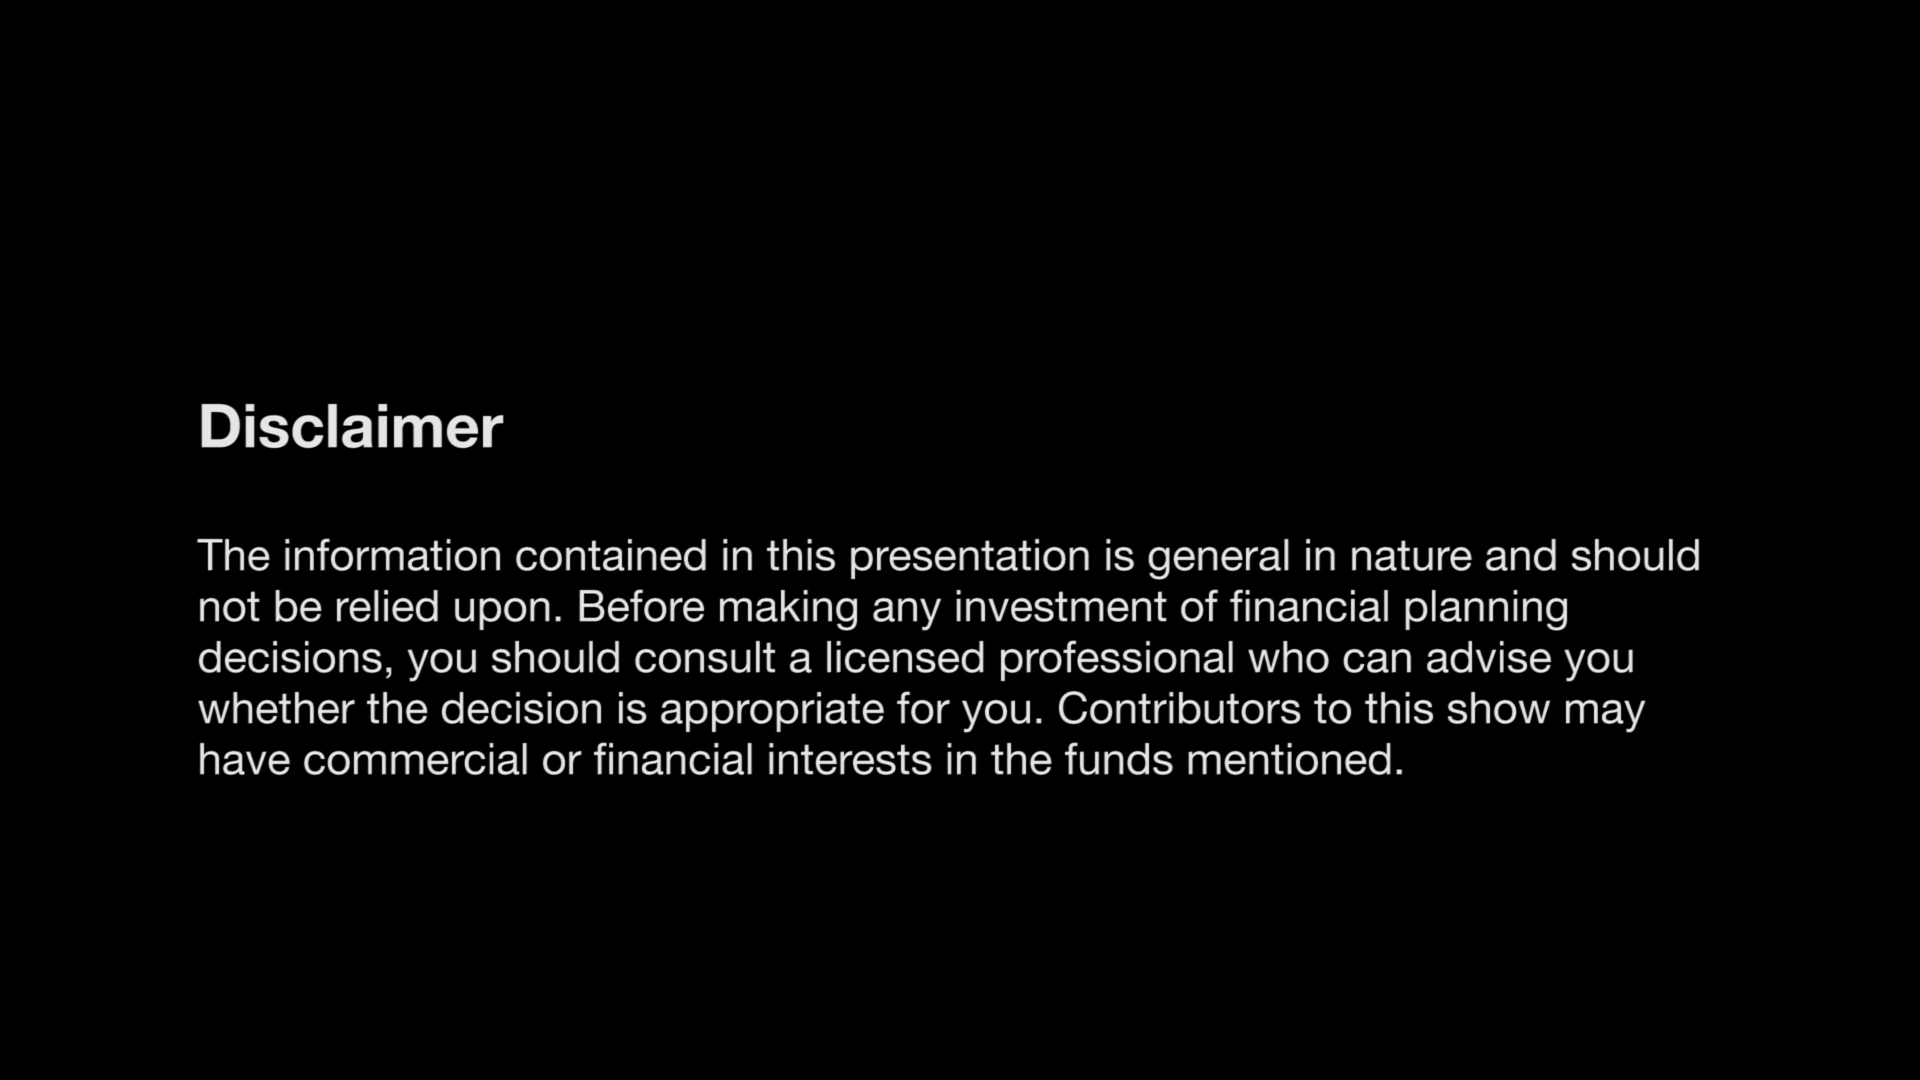 Disclaimer
The information contained in this presentation is general in nature and should
not be relied upon. Before making any investment of financial planning
decisions, you should consult a licensed professional who can advise you
whether the decision is appropriate for you. Contributors to this show may
have commercial or financial interests in the funds mentioned.